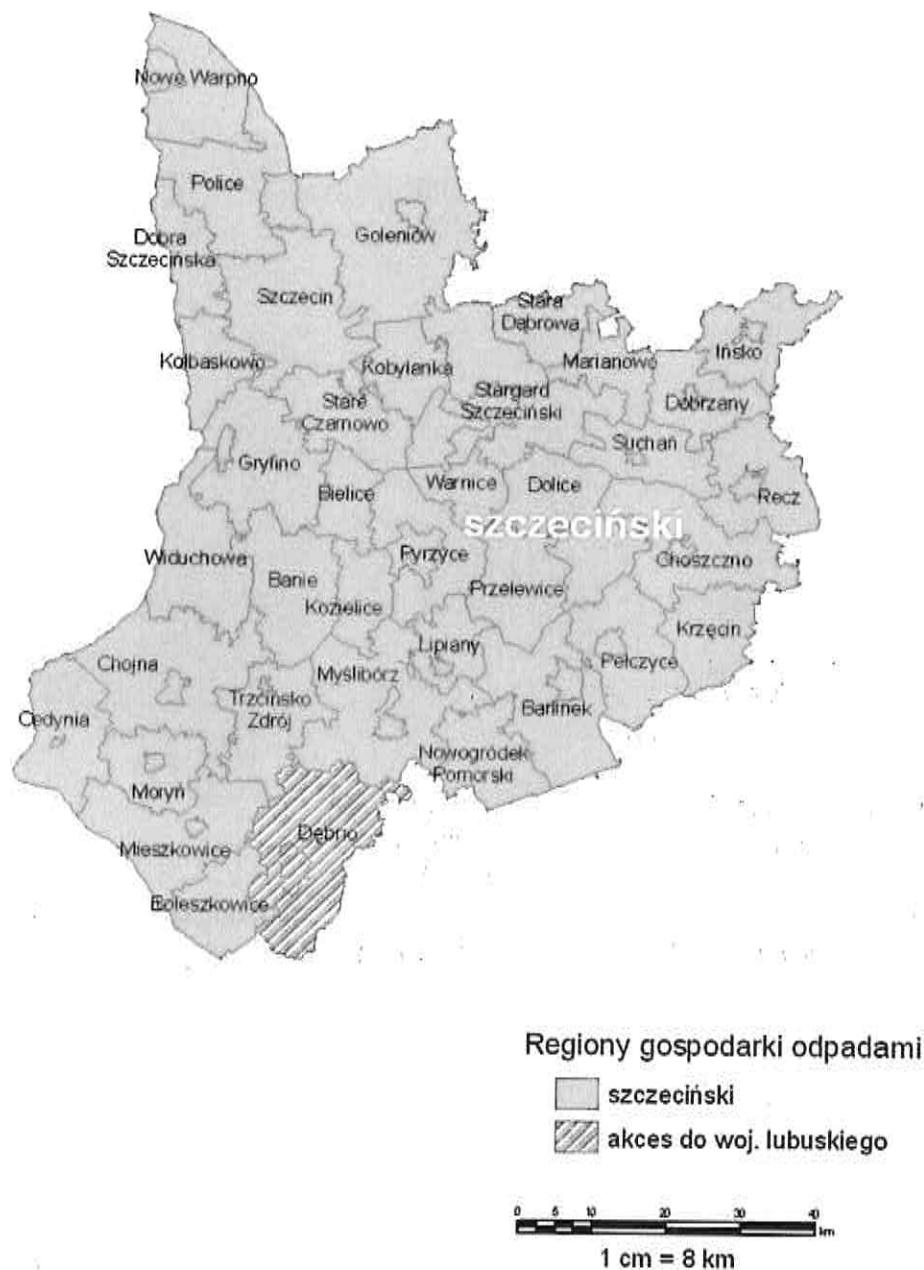 Nowe Warpno
Police
Goleniów
Dobra
Szczecińska
Szczecin
Stara
Dąbrowa
Kołbaskowo
Kobylanka
Marianowo
Ińsko
Stargard
Szczeciński
Dobrzany
Stare
Czarnowo
Suchań
Gryfino
Bielice
Warnice
Dolice
Recz
szczeciński
Widuchowa
Banie
Pyrzyce
Choszczno
Kozielice
Przelewice
Krzęcin
Lipiany
Pełczyce
Chojna
Myślibórz
Trzcińsko
Zdrój
Barlinek
Cedynia
Nowogródek
Pomorski
Moryń
Dębno
Mieszkowice
Boleszkowice
Regiony gospodarki odpadami
szczeciński
akces do woj. lubuskiego
0 5 10 20 30 40
km
1 cm = 8 km